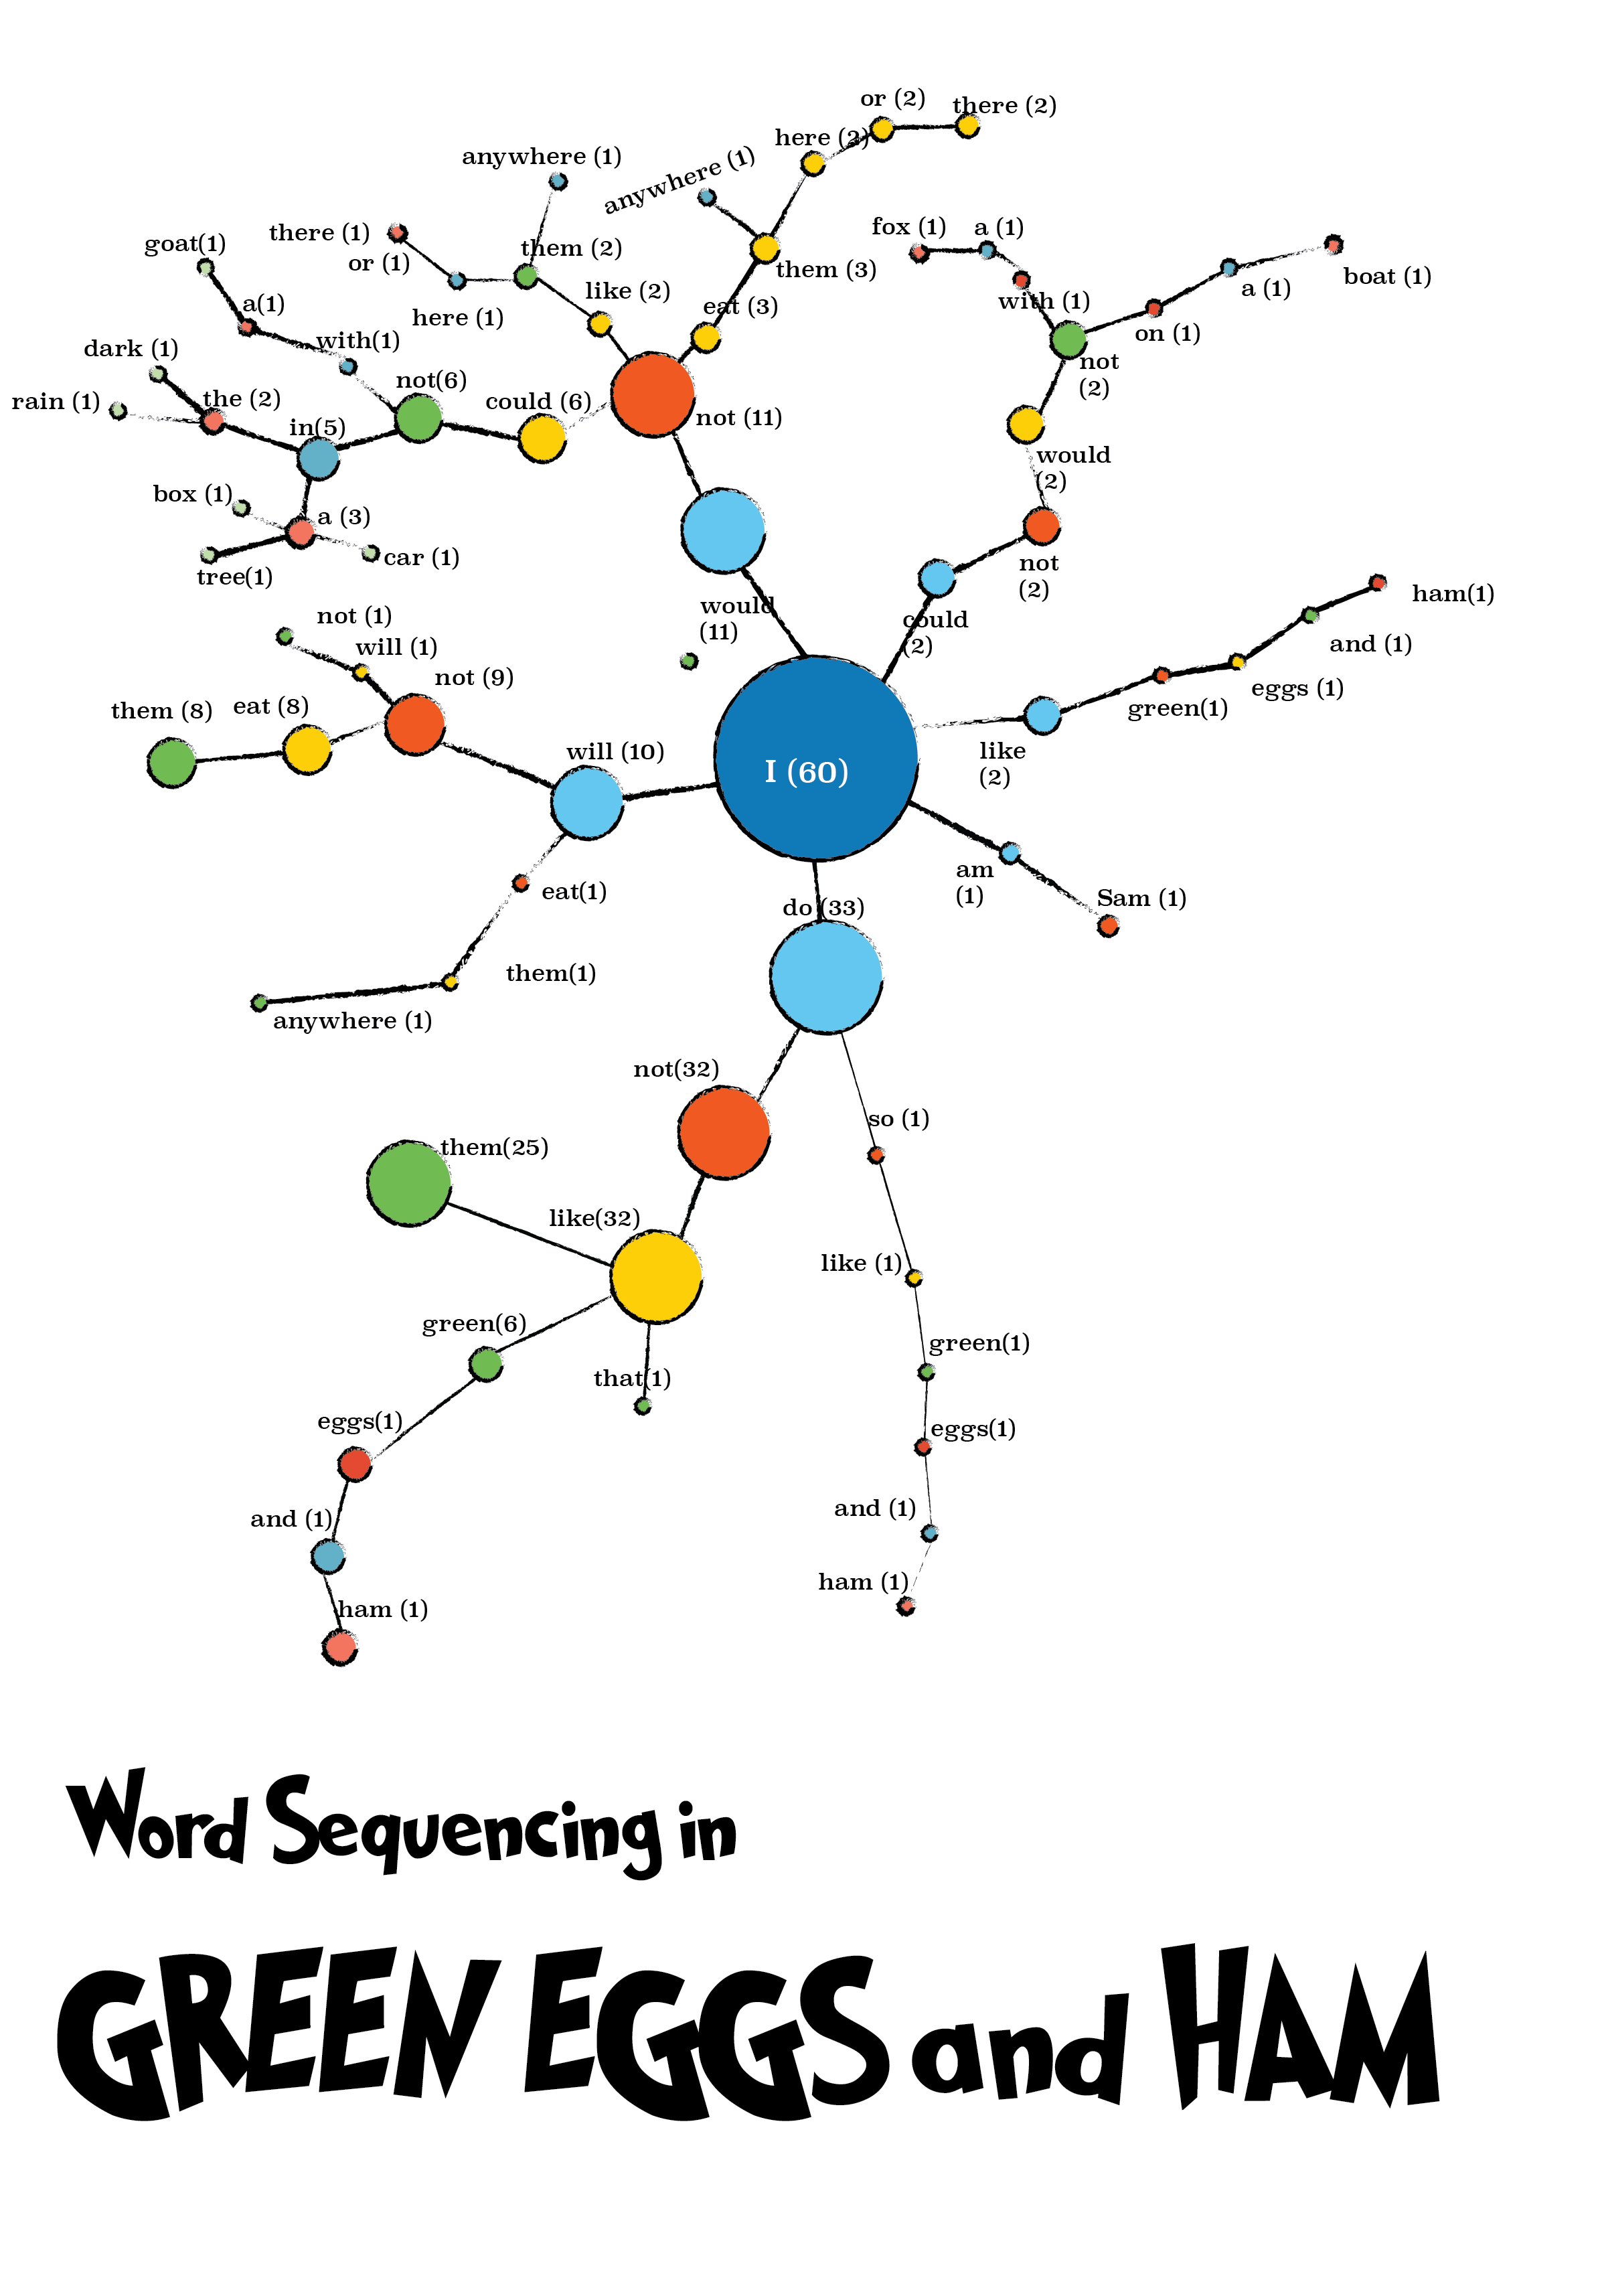 or (2)
there (2)
here (2)
anywhere (1)
anywhere (1)
there (1)
or (1)
them (2)
here (1)
like (2)
them (3)
eat (3)
fox (1)
a (1)
with (1)
on (1)
a (1)
boat (1)
not
(2)
would
(2)
not
(2)
could
(2)
goat(1)
a(1)
with(1)
dark (1)
the (2)
rain (1)
not(6)
could (6)
in(5)
not (11)
box (1)
a (3)
car (1)
tree(1)
would
(11)
not (1)
will (1)
not (9)
them (8)
eat (8)
will (10)
I (60)
ham(1)
and (1)
eggs (1)
green(1)
like
(2)
am
(1)
Sam (1)
eat(1)
them(1)
anywhere (1)
do (33)
not(32)
so (1)
them(25)
like(32)
like (1)
green(6)
that(1)
green(1)
eggs(1)
eggs(1)
and (1)
and (1)
ham (1)
ham (1)
Word Sequencing in
GREEN EGGS and HAM